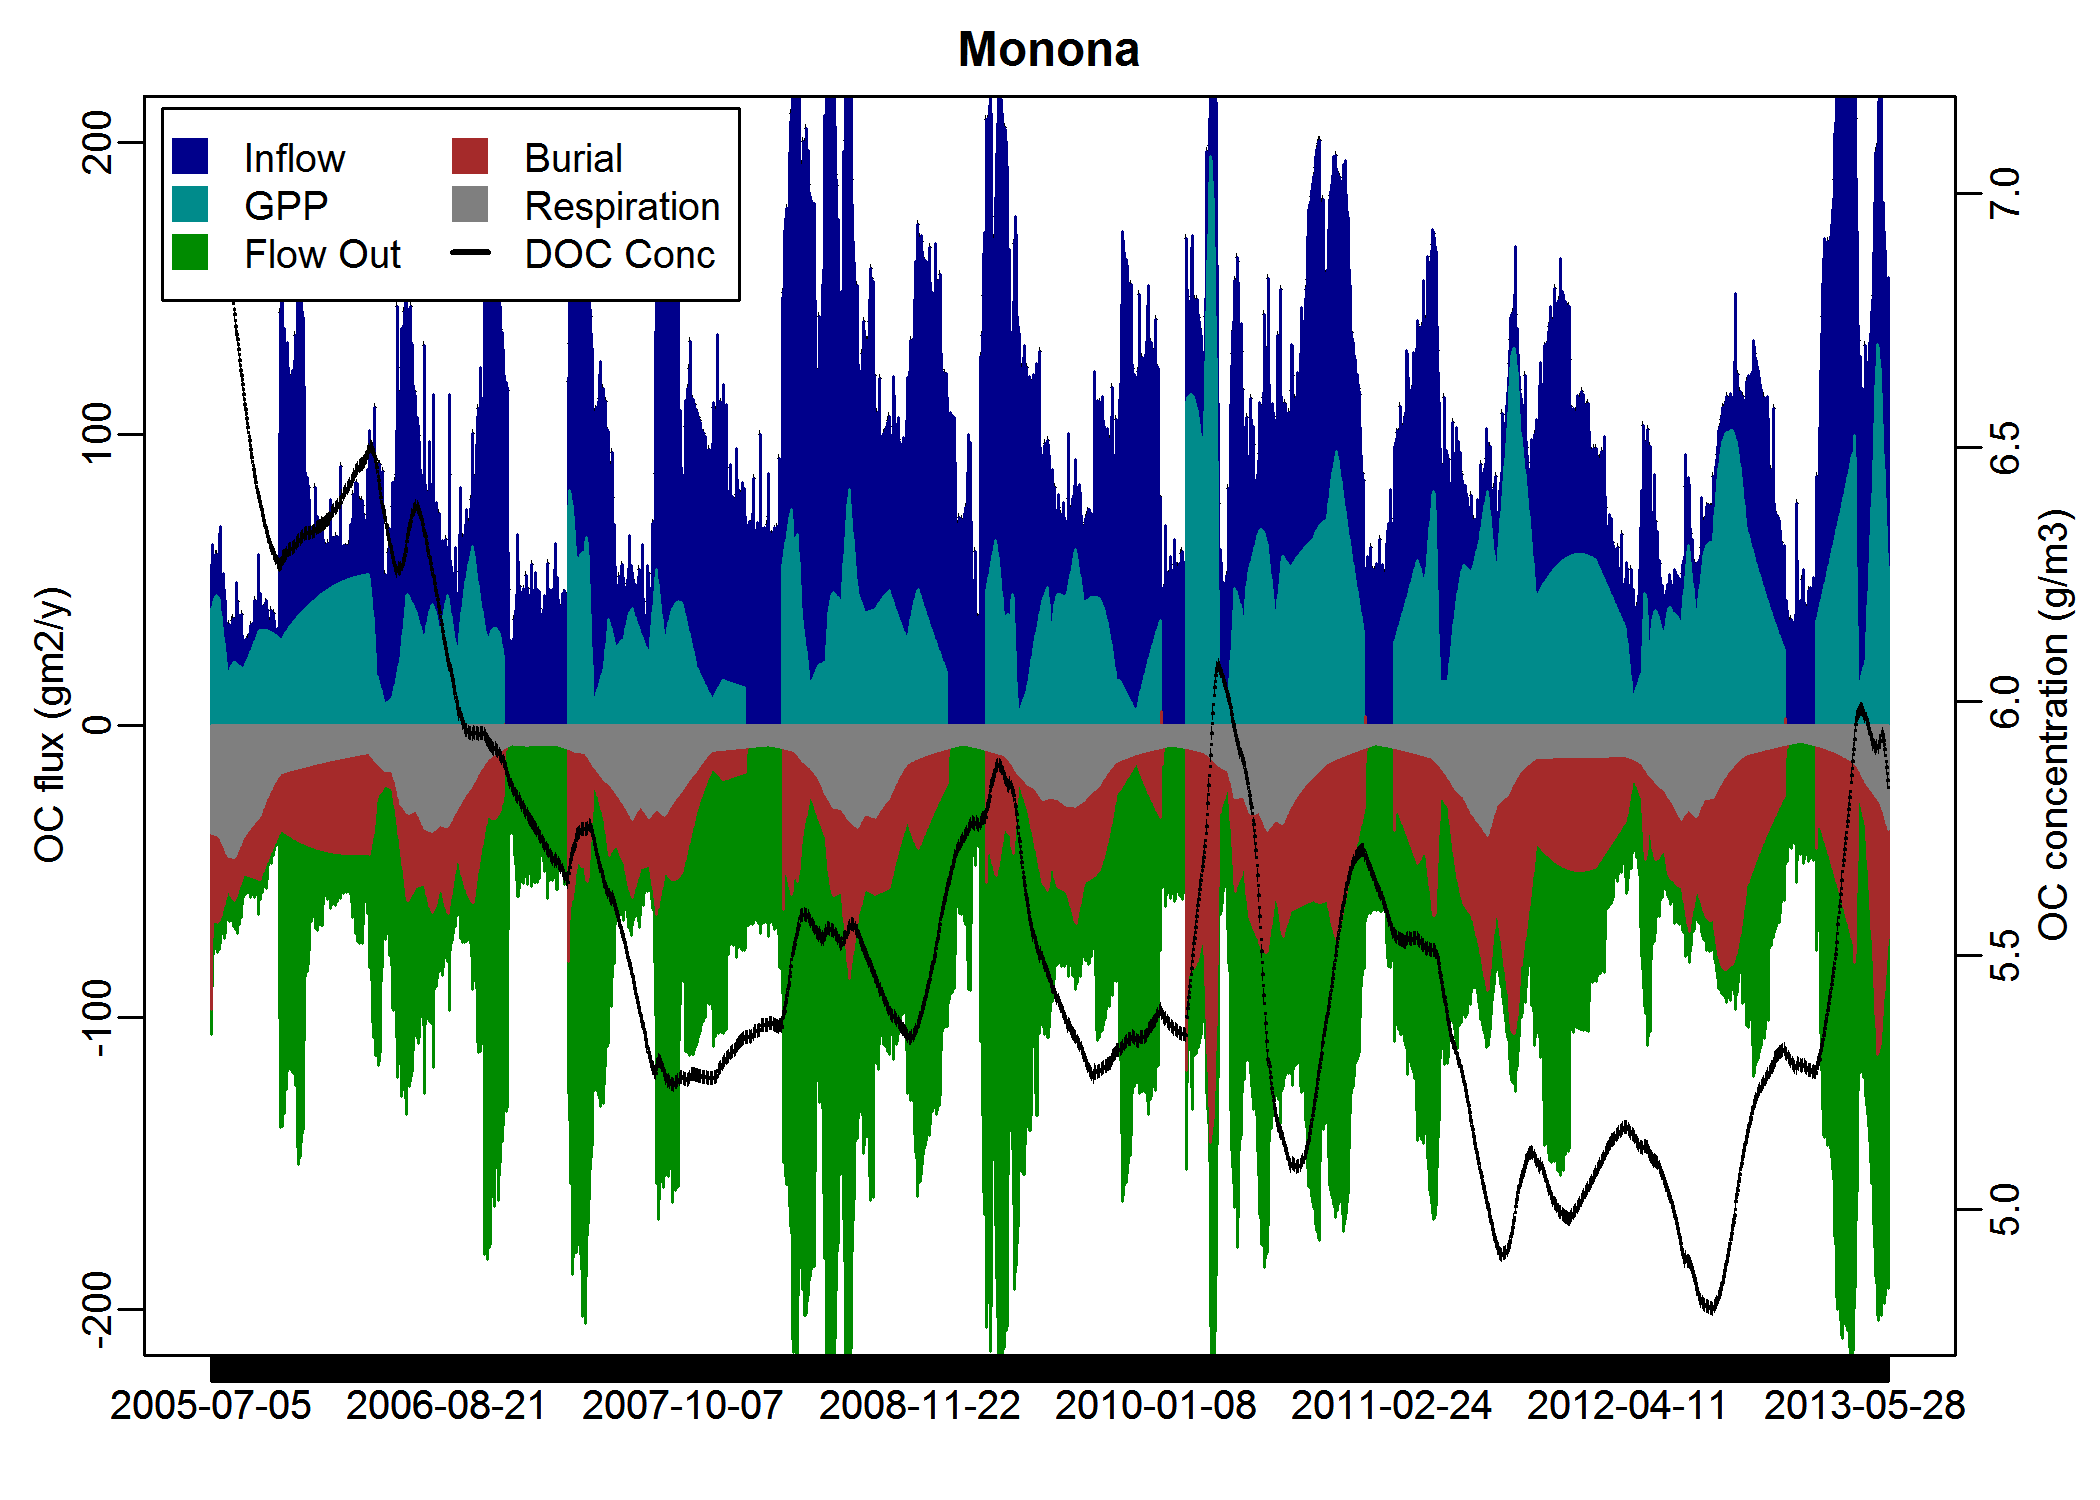 Monona
Inflow
GPP
Flow Out
Burial
Respiration
DOC Conc
OC flux (gm2/y)
200
100
0
-100
-200
OC concentration (g/m3)
7.0
6.5
6.0
5.5
5.0
2005-07-05 2006-08-21 2007-10-07 2008-11-22 2010-01-08 2011-02-24 2012-04-11 2013-05-28